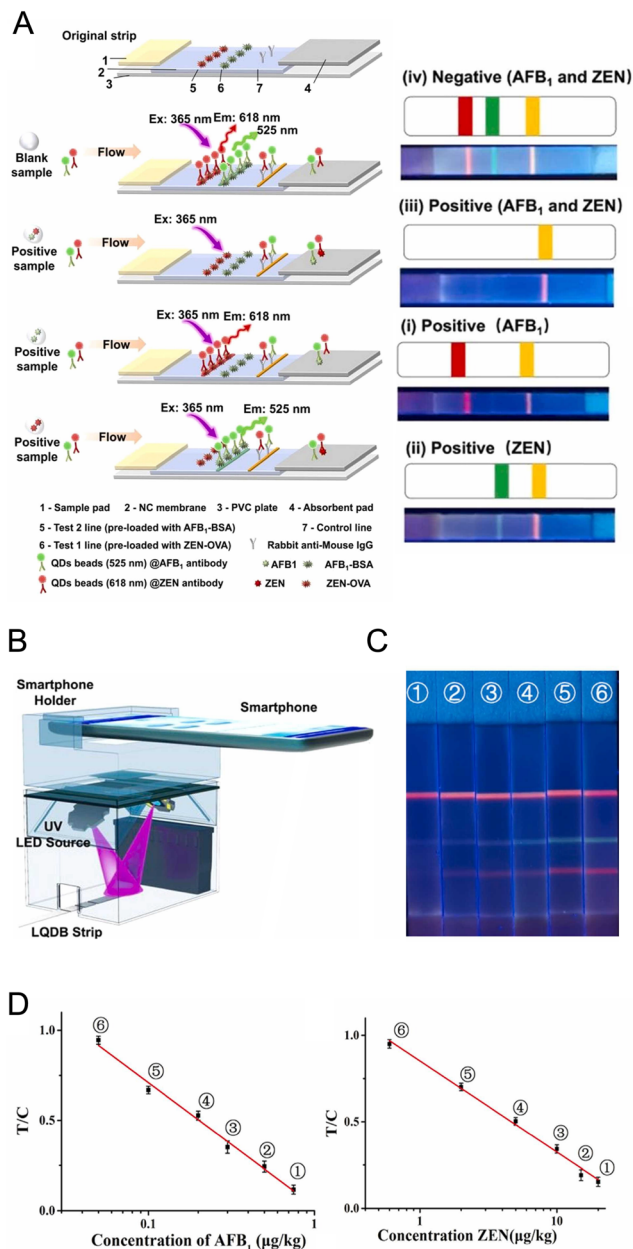 A
Original strip
1
2
3
5
6
7
4
Ex: 365 nm
Em: 618 nm
525 nm
Blank
sample
Flow
Ex: 365 nm
Positive
sample
Flow
Ex: 365 nm
Em: 618 nm
Positive
sample
Flow
Ex: 365 nm
Em: 525 nm
Positive
sample
Flow
1 - Sample pad 2 - NC membrane 3 - PVC plate 4 - Absorbent pad
5 - Test 2 line (pre-loaded with AFB₁-BSA) 7 - Control line
6 - Test 1 line (pre-loaded with ZEN-OVA) Rabbit anti-Mouse IgG
QDs beads (525 nm) @AFB₁ antibody AFB1 AFB₁-BSA
QDs beads (618 nm) @ZEN antibody ZEN ZEN-OVA
(iv) Negative (AFB₁ and ZEN)
(iii) Positive (AFB₁ and ZEN)
(i) Positive (AFB₁)
(ii) Positive (ZEN)
B
Smartphone
Holder
Smartphone
UV
LED Source
LQDB Strip
C
① ② ③ ④ ⑤ ⑥
D
T/C
1.0
0.5
0.0
⑥
⑤
④
③
②
①
0.1
1
Concentration of AFB₁ (μg/kg)
T/C
1.0
0.5
0.0
⑥
⑤
④
③
②
①
1
10
Concentration ZEN(μg/kg)